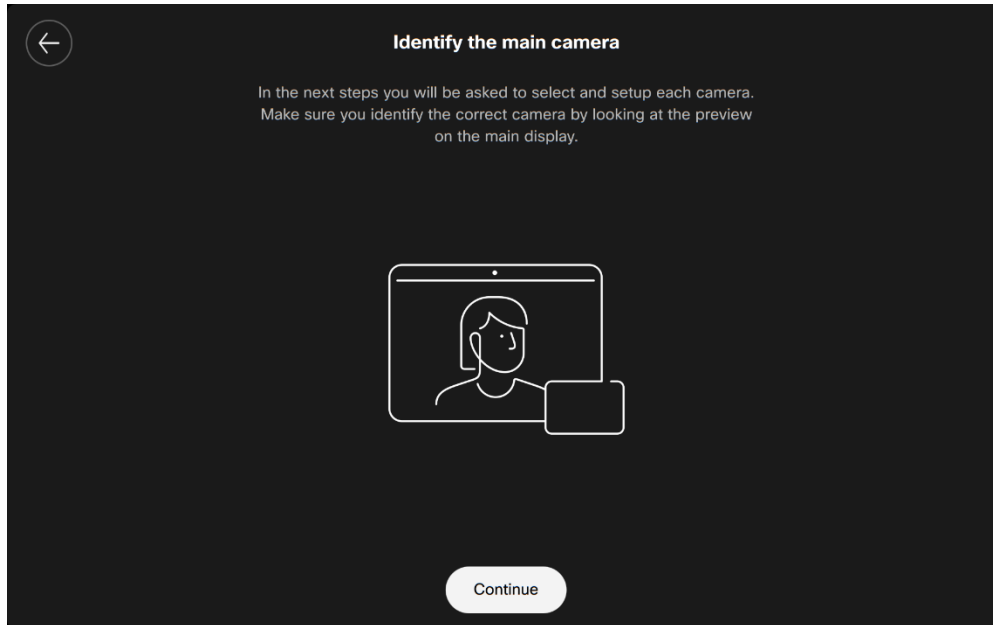 Identify the main camera
In the next steps you will be asked to select and setup each camera.
Make sure you identify the correct camera by looking at the preview
on the main display.
Continue